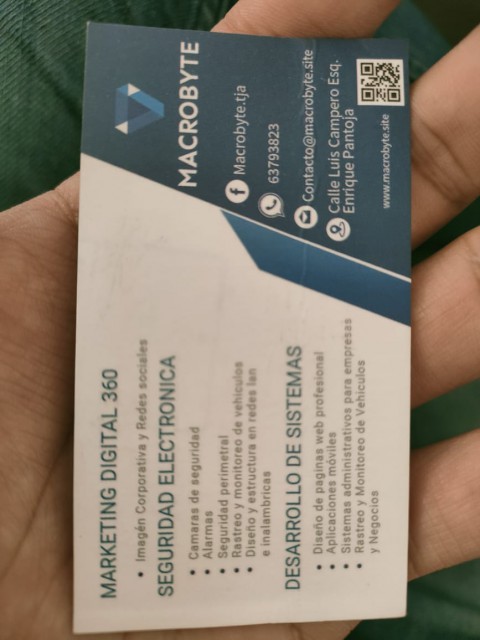 MACROBYTE
Macrobyte.tja
63793823
Contacto@macrobyte.site
Calle Luis Campero Esq.
Enrique Pantoja
www.macrobyte.site
MARKETING DIGITAL 360
• Imagén Corporativa y Redes sociales
SEGURIDAD ELECTRONICA
• Camaras de seguridad
• Alarmas
• Seguridad perimetral
• Rastreo y monitoreo de vehiculos
• Diseño y estructura en redes lan
e inalambricas
DESARROLLO DE SISTEMAS
• Diseño de paginas web profesional
• Aplicaciones móviles
• Sistemas administrativos para empresas
• Rastreo y Monitoreo de Vehiculos
y Negocios